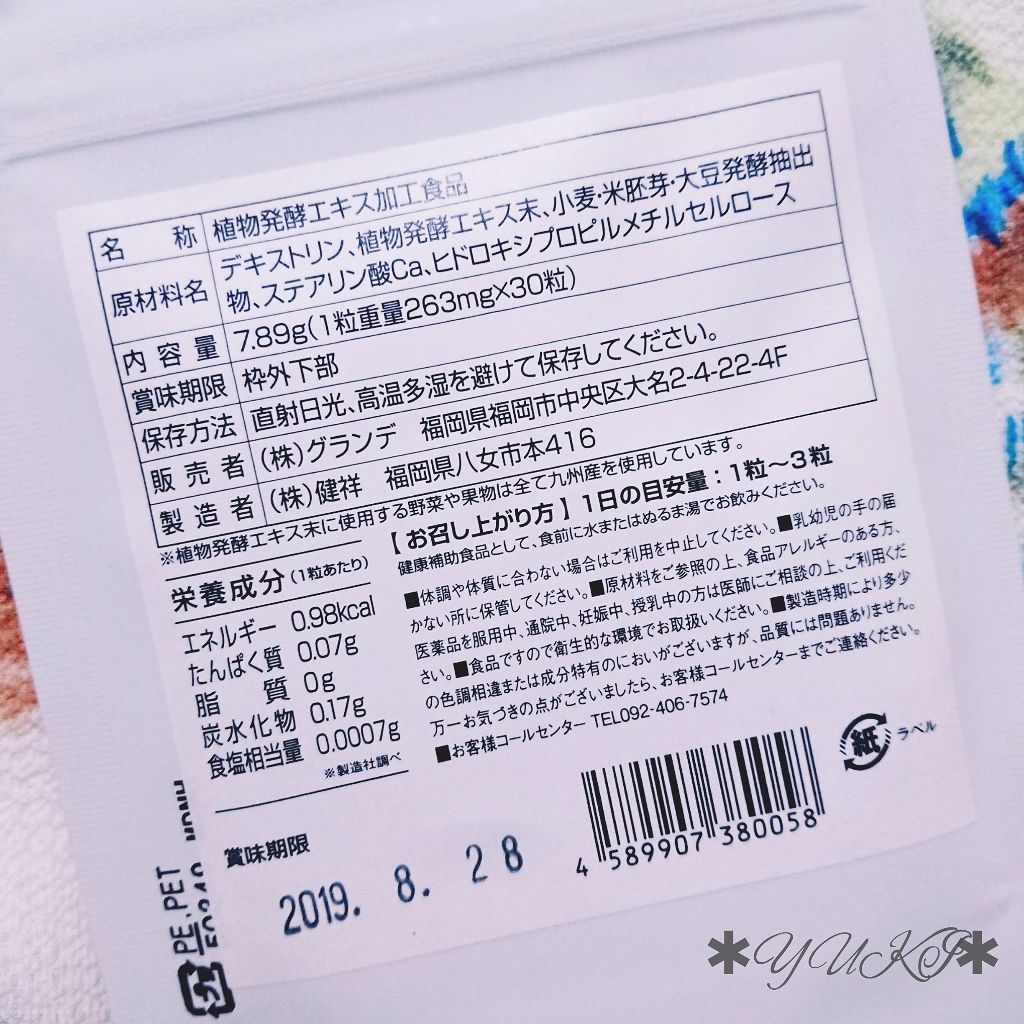 名　称 植物発酵エキス加工食品
原材料名 デキストリン、植物発酵エキス末、小麦・米胚芽・大豆発酵抽出
物、ステアリン酸Ca、ヒドロキシプロピルメチルセルロース
内容量 7.89g(1粒重量263mg×30粒)
賞味期限 枠外下部
保存方法 直射日光、高温多湿を避けて保存してください。
販売者 (株)グランデ　福岡県福岡市中央区大名2-4-22-4F
製造者 (株)健祥　福岡県八女市本416
※植物発酵エキス末に使用する野菜や果物は全て九州産を使用しています。
栄養成分(1粒あたり)
エネルギー 0.98kcal
たんぱく質 0.07g
脂　質 0g
炭水化物 0.17g
食塩相当量 0.0007g
※製造社調べ
【お召し上がり方】1日の目安量：1粒〜3粒
健康補助食品として、食前に水またはぬるま湯でお飲みください。
■体調や体質に合わない場合はご利用を中止してください。■乳幼児の手の届
かない所に保管してください。■原材料をご参照の上、食品アレルギーのある方、
医薬品を服用中、通院中、妊娠中、授乳中の方は医師にご相談の上、ご利用くだ
さい。■食品ですので衛生的な環境でお取扱いください。■製造時期により多少
の色調相違または成分特有のにおいがございますが、品質には問題ありません。
万一お気づきの点がございましたら、お客様コールセンターまでご連絡ください。
■お客様コールセンター TEL092-406-7574
紙 ラベル
賞味期限
2019. 8. 28
4 589907 380058
プラ
PE、PET
✱YUKI✱